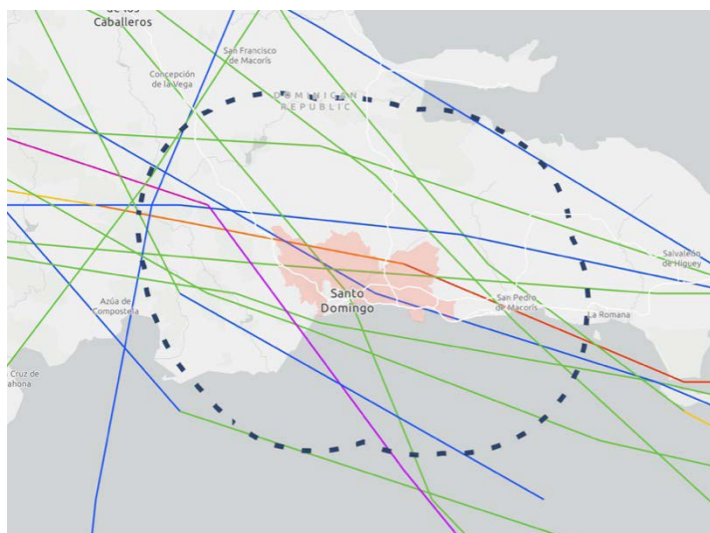 de los
Caballeros
San Francisco
de Macorís
Concepción
de la Vega
DOMINICAN
REPUBLIC
Salvaleón
de Higuey
Santo
Domingo
San Pedro
de Macorís
La Romana
Azúa de
Compostela
Cruz de
ahona